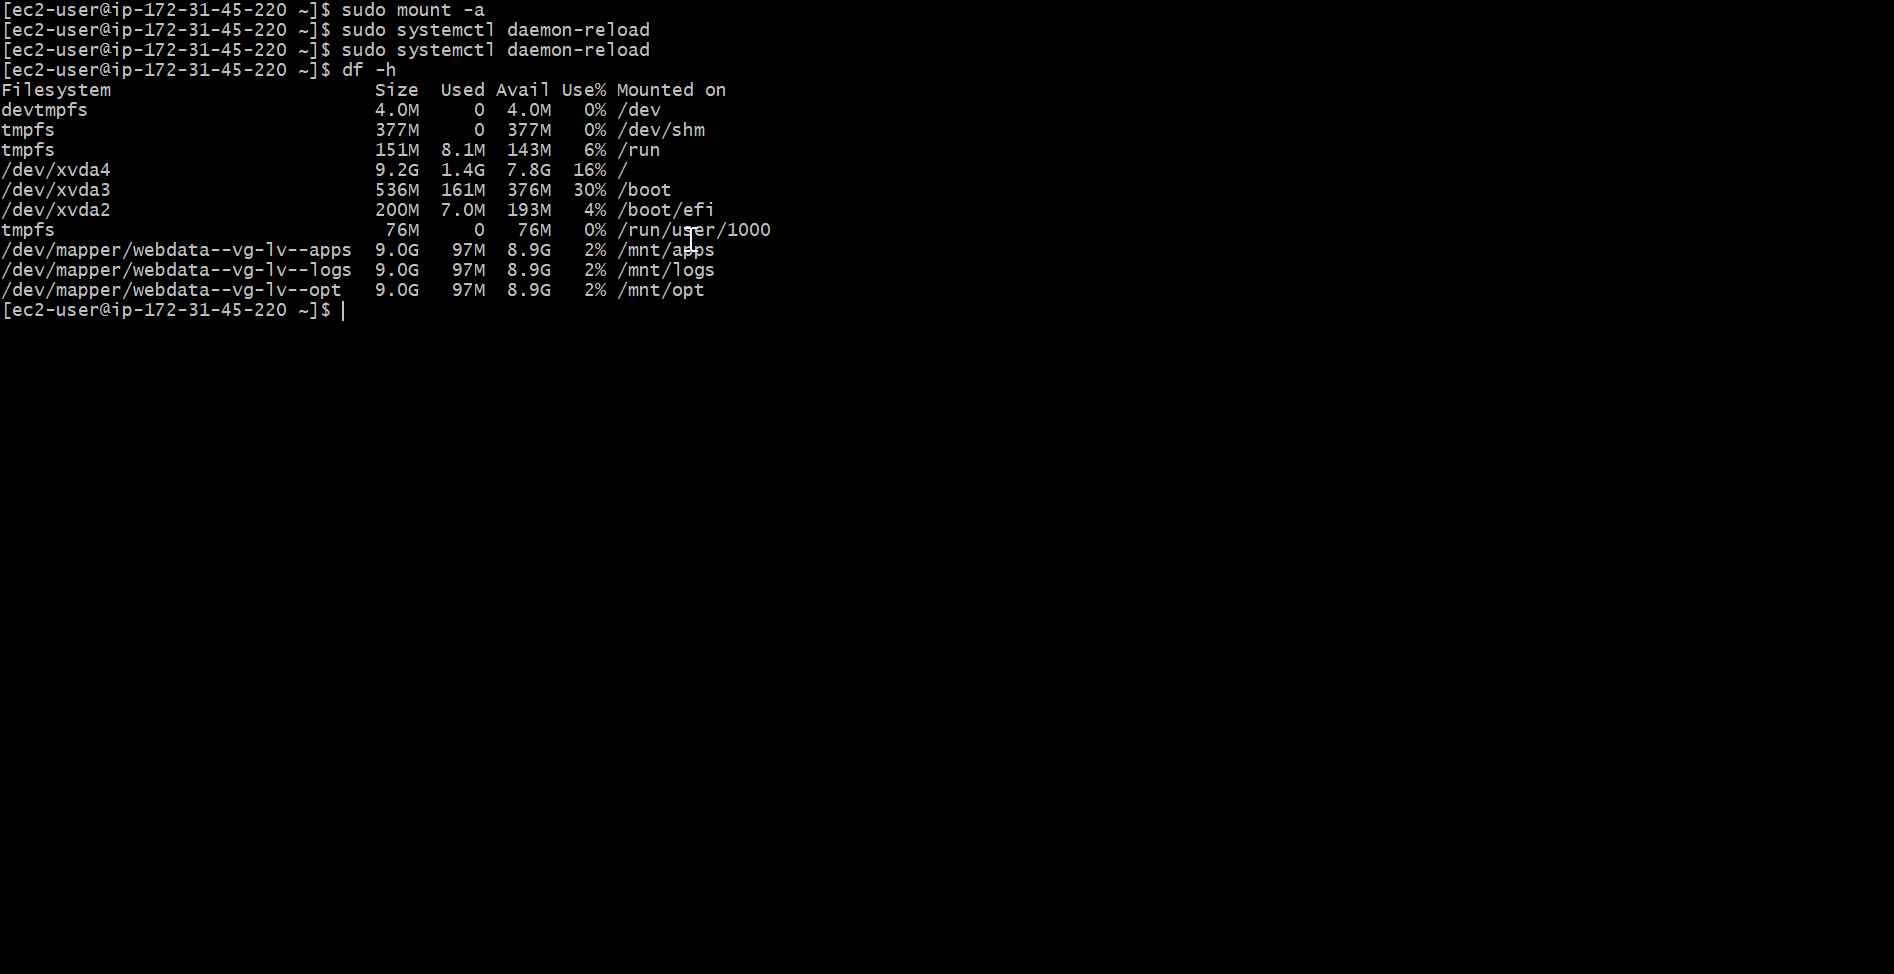 [ec2-user@ip-172-31-45-220 ~]$ sudo mount -a
[ec2-user@ip-172-31-45-220 ~]$ sudo systemctl daemon-reload
[ec2-user@ip-172-31-45-220 ~]$ sudo systemctl daemon-reload
[ec2-user@ip-172-31-45-220 ~]$ df -h
Filesystem                        Size  Used Avail Use% Mounted on
devtmpfs                          4.0M     0  4.0M   0% /dev
tmpfs                             377M     0  377M   0% /dev/shm
tmpfs                             151M  8.1M  143M   6% /run
/dev/xvda4                        9.2G  1.4G  7.8G  16% /
/dev/xvda3                        536M  161M  376M  30% /boot
/dev/xvda2                        200M  7.0M  193M   4% /boot/efi
tmpfs                              76M     0   76M   0% /run/user/1000
/dev/mapper/webdata--vg-lv--apps  9.0G   97M  8.9G   2% /mnt/apps
/dev/mapper/webdata--vg-lv--logs  9.0G   97M  8.9G   2% /mnt/logs
/dev/mapper/webdata--vg-lv--opt   9.0G   97M  8.9G   2% /mnt/opt
[ec2-user@ip-172-31-45-220 ~]$